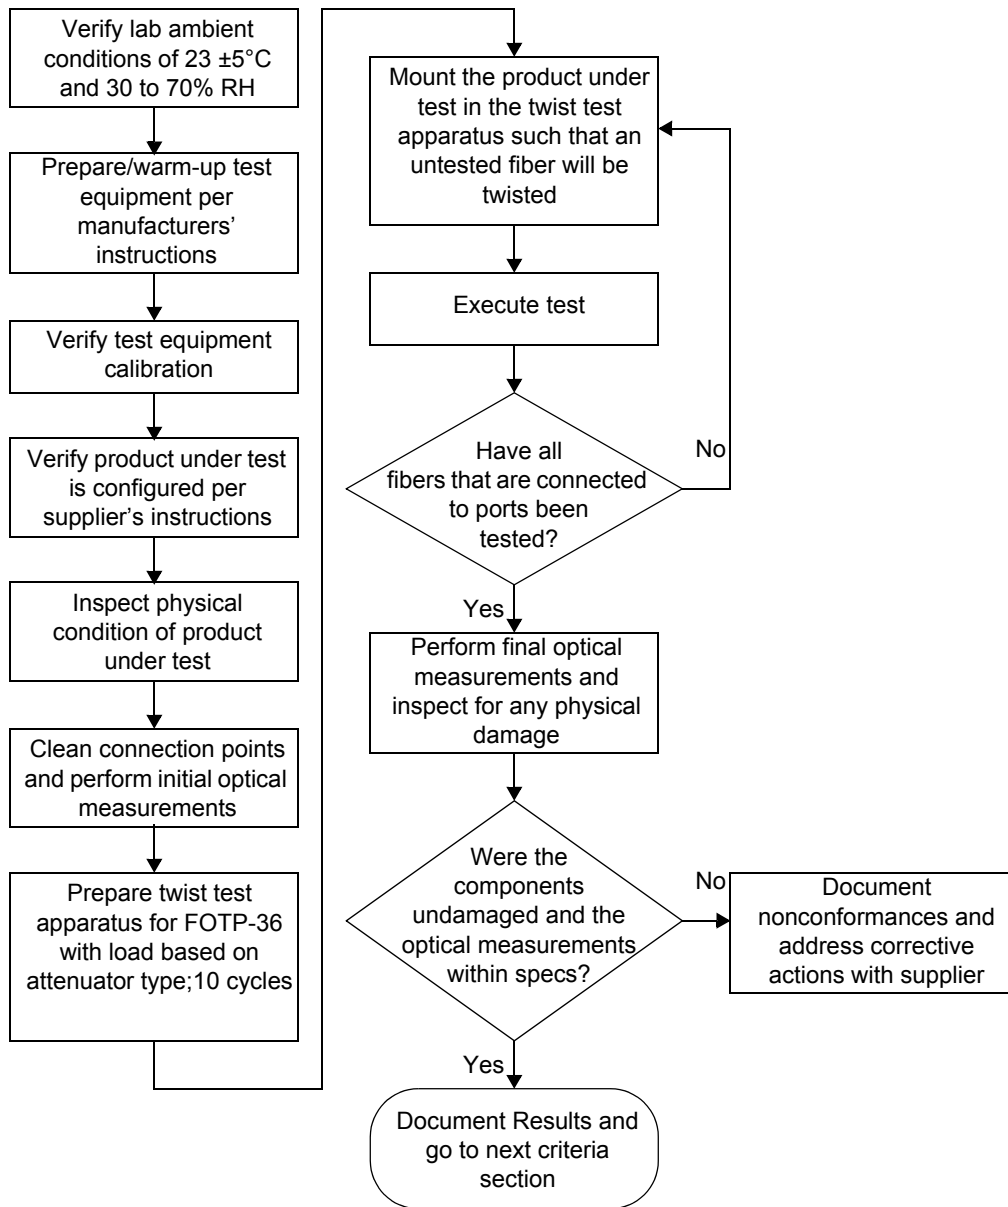 Verify lab ambient
conditions of 23 ±5°C
and 30 to 70% RH
Prepare/warm-up test
equipment per
manufacturers’
instructions
Verify test equipment
calibration
Verify product under test
is configured per
supplier’s instructions
Inspect physical
condition of product
under test
Clean connection points
and perform initial optical
measurements
Prepare twist test
apparatus for FOTP-36
with load based on
attenuator type;10 cycles
Mount the product under
test in the twist test
apparatus such that an
untested fiber will be
twisted
Execute test
Have all
fibers that are connected
to ports been
tested?
No
Yes
Perform final optical
measurements and
inspect for any physical
damage
Were the
components
undamaged and the
optical measurements
within specs?
No
Document
nonconformances and
address corrective
actions with supplier
Yes
Document Results and
go to next criteria
section